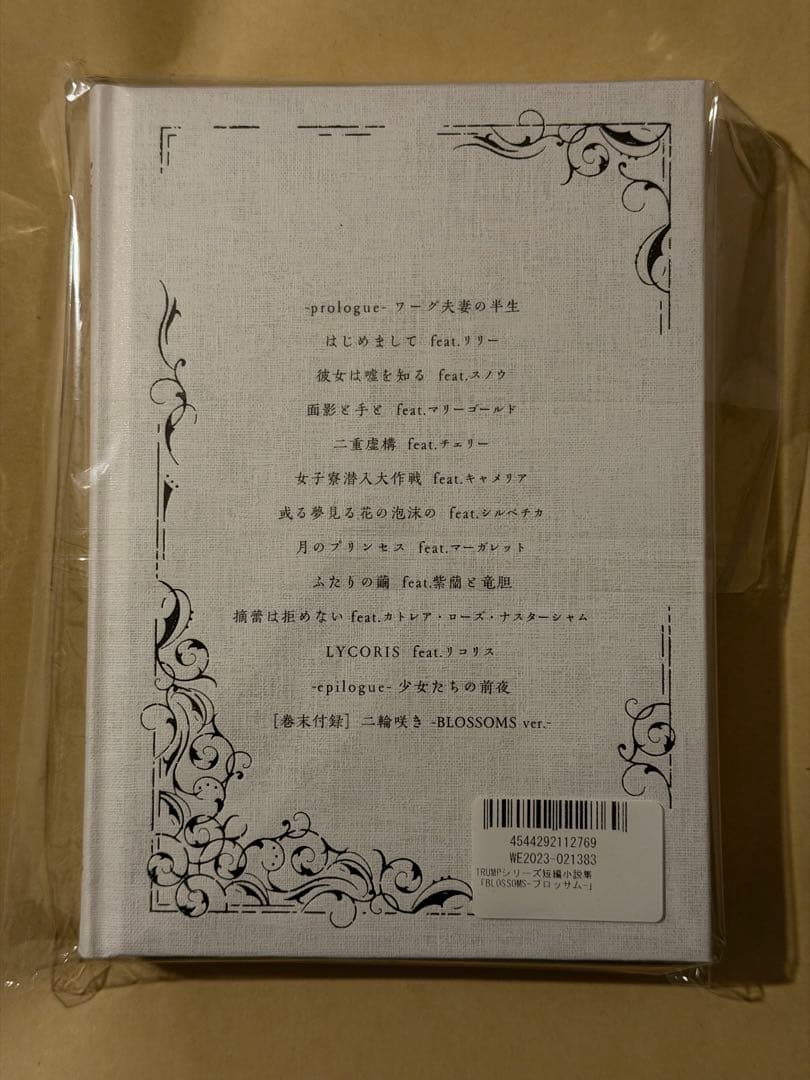 -prologue- ワーグ夫妻の半生
はじめまして feat.リリー
彼女は嘘を知る feat.スノウ
面影と手と feat.マリーゴールド
二重虚構 feat.チェリー
女子寮潜入大作戦 feat.キャメリア
或る夢見る花の泡沫の feat.シルベチカ
月のプリンセス feat.マーガレット
ふたりの繭 feat.紫蘭と竜胆
摘蕾は拒めない feat.カトレア・ローズ・ナスターシャム
LYCORIS feat.リコリス
-epilogue- 少女たちの前夜
[巻末付録] 二輪咲き -BLOSSOMS ver.-
4544292112769
WE2023-021383
TRUMPシリーズ短編小説集
「BLOSSOMS-ブロッサム-」